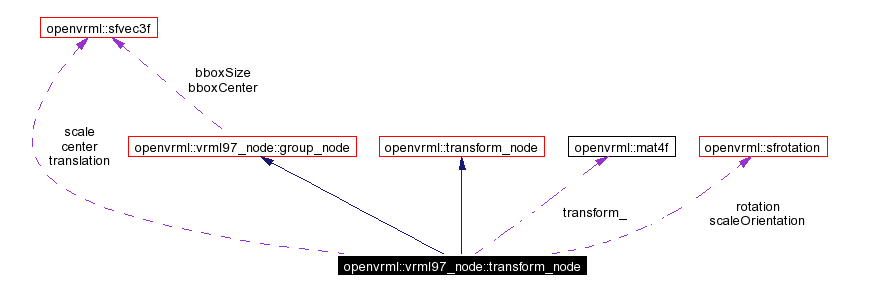 openvrml::sfvec3f
bboxSize
bboxCenter
scale
center
translation
openvrml::vrml97_node::group_node
openvrml::transform_node
openvrml::mat4f
openvrml::sfrotation
transform_
rotation
scaleOrientation
openvrml::vrml97_node::transform_node